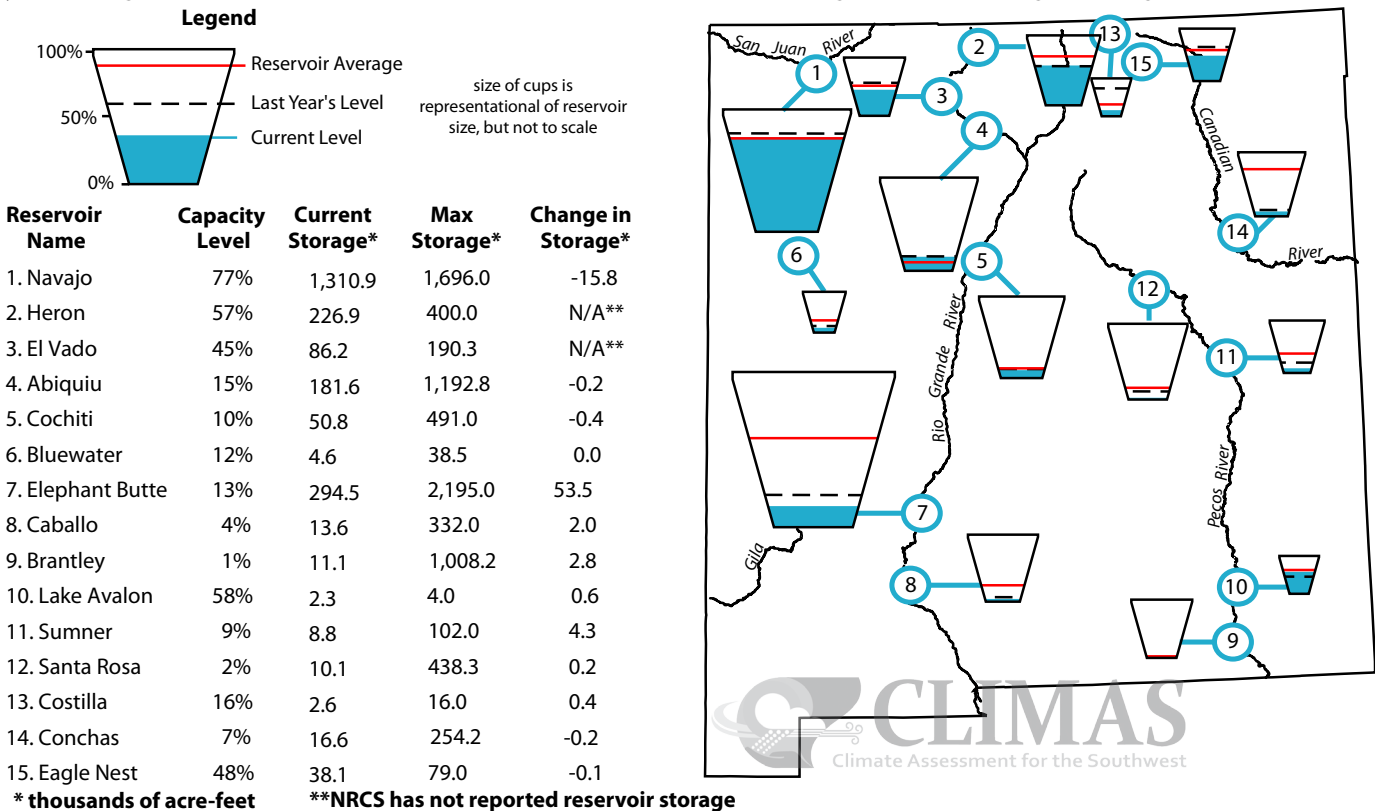 Legend
100%
50%
0%
Reservoir Average
Last Year's Level
Current Level
size of cups is
representational of reservoir
size, but not to scale
Reservoir Name Capacity Level Current Storage* Max Storage* Change in Storage*
1. Navajo 77% 1,310.9 1,696.0 -15.8
2. Heron 57% 226.9 400.0 N/A**
3. El Vado 45% 86.2 190.3 N/A**
4. Abiquiu 15% 181.6 1,192.8 -0.2
5. Cochiti 10% 50.8 491.0 -0.4
6. Bluewater 12% 4.6 38.5 0.0
7. Elephant Butte 13% 294.5 2,195.0 53.5
8. Caballo 4% 13.6 332.0 2.0
9. Brantley 1% 11.1 1,008.2 2.8
10. Lake Avalon 58% 2.3 4.0 0.6
11. Sumner 9% 8.8 102.0 4.3
12. Santa Rosa 2% 10.1 438.3 0.2
13. Costilla 16% 2.6 16.0 0.4
14. Conchas 7% 16.6 254.2 -0.2
15. Eagle Nest 48% 38.1 79.0 -0.1
* thousands of acre-feet **NRCS has not reported reservoir storage
San Juan River
1
2
3
4
5
6
7
8
9
10
11
12
13
14
15
Canadian
River
Rio Grande River
Pecos River
Gila
CLIMAS
Climate Assessment for the Southwest